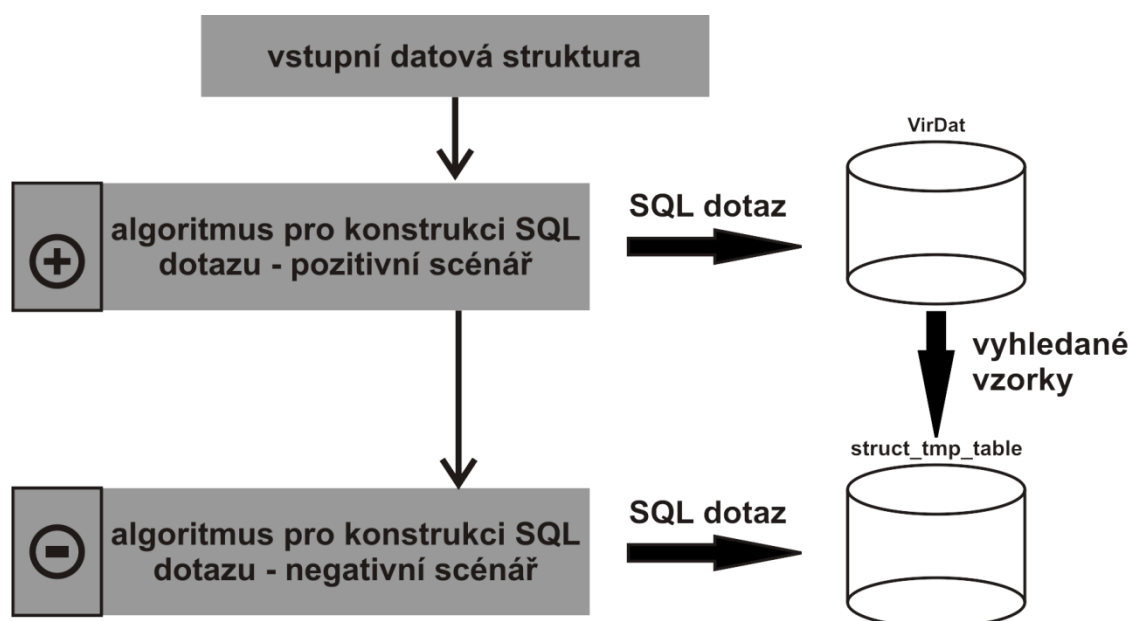 vstupní datová struktura
VirDat
algoritmus pro konstrukci SQL
dotazu - pozitivní scénář
SQL dotaz
vyhledané
vzorky
struct_tmp_table
algoritmus pro konstrukci SQL
dotazu - negativní scénář
SQL dotaz